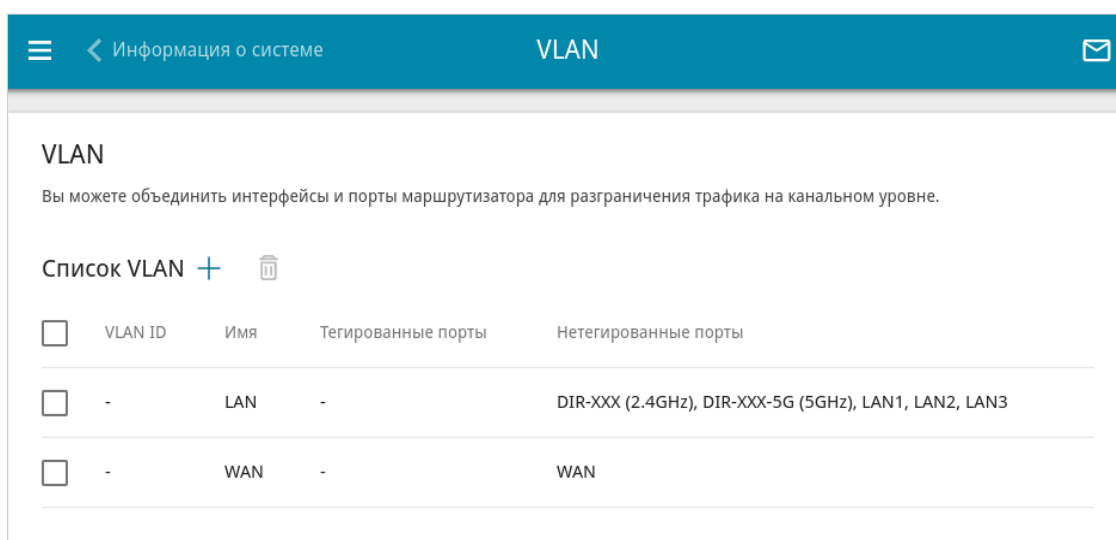 Информация о системе VLAN
VLAN
Вы можете объединить интерфейсы и порты маршрутизатора для разграничения трафика на канальном уровне.
Список VLAN
VLAN ID Имя Тегированные порты Нетегированные порты
- LAN - DIR-XXX (2.4GHz), DIR-XXX-5G (5GHz), LAN1, LAN2, LAN3
- WAN - WAN